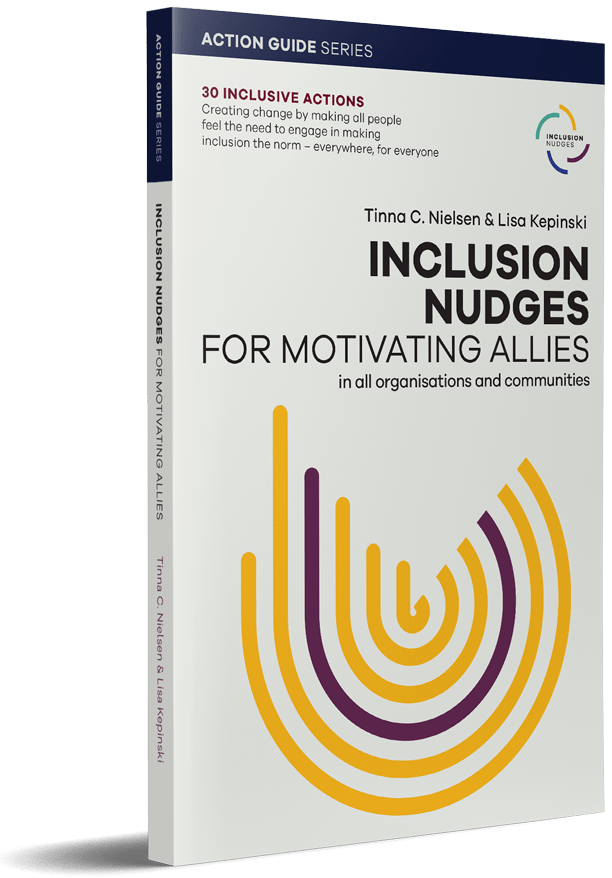 ACTION GUIDE SERIES
30 INCLUSIVE ACTIONS
Creating change by making all people
feel the need to engage in making
inclusion the norm – everywhere, for everyone
INCLUSION
NUDGES
Tinna C. Nielsen & Lisa Kepinski
INCLUSION
NUDGES
FOR MOTIVATING ALLIES
in all organisations and communities
ACTION GUIDE SERIES
INCLUSION NUDGES FOR MOTIVATING ALLIES
Tinna C. Nielsen & Lisa Kepinski